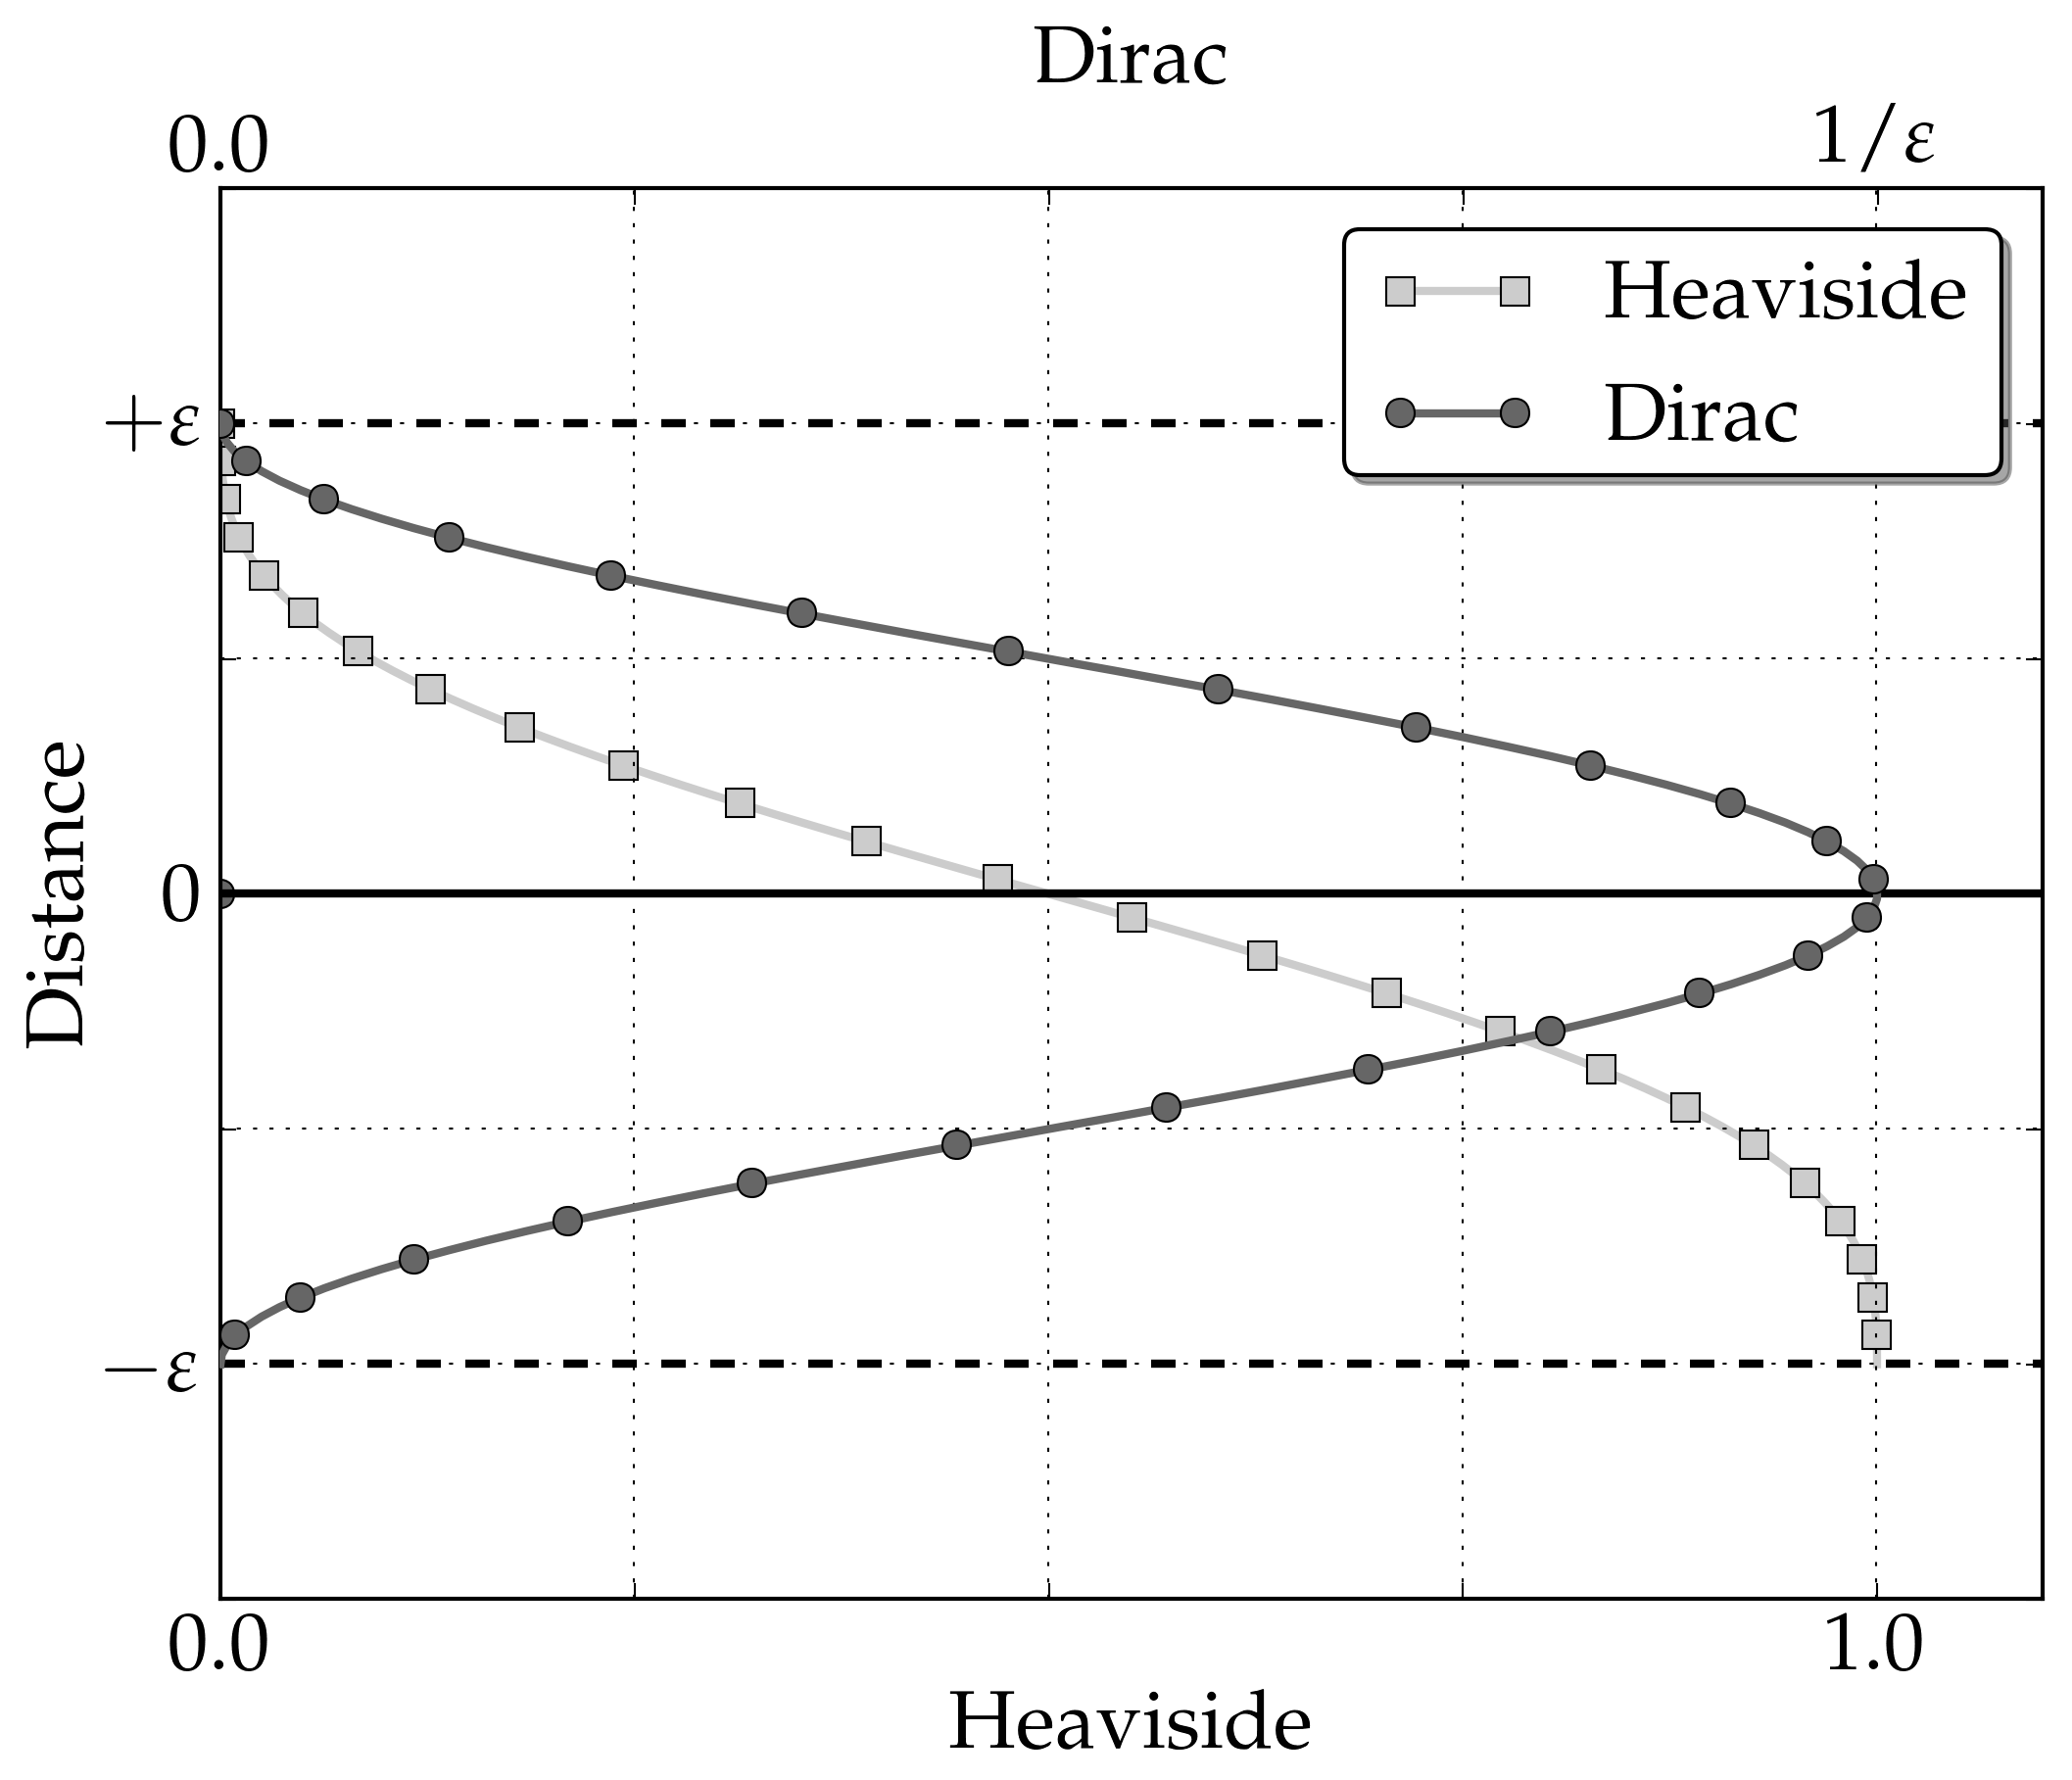 Dirac
0.0 1/ε
Heaviside
Dirac
+ε
0
−ε
Distance
0.0 1.0
Heaviside